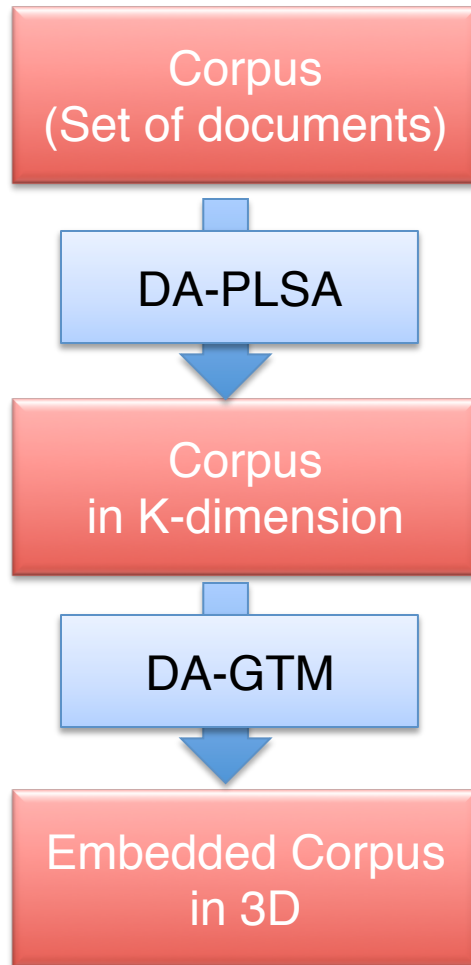 Corpus
(Set of documents)
DA-PLSA
Corpus
in K-dimension
DA-GTM
Embedded Corpus
in 3D